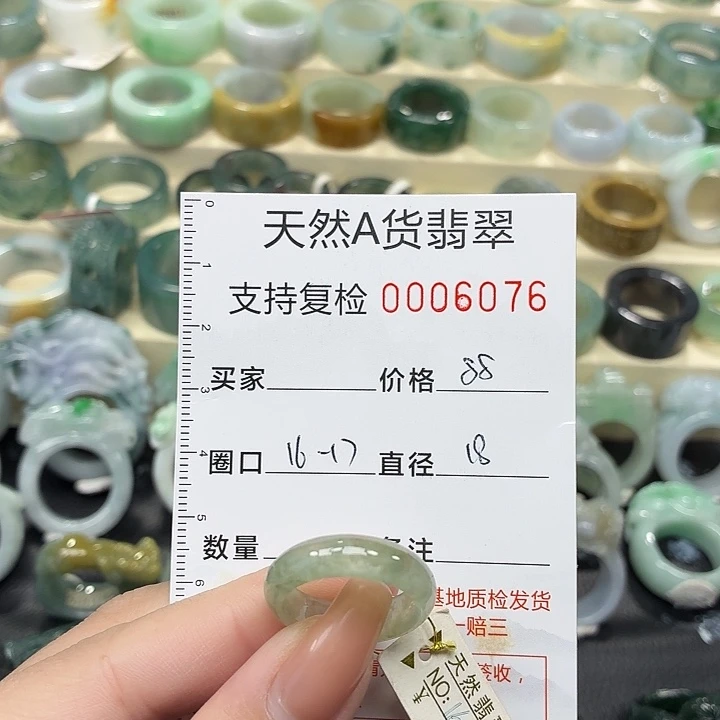 天然A货翡翠
支持复检 0006076
买家 价格 88
圈口 16-17 直径 18
数量 备注
基地质检发货
一赔三
签收，
天然翡
NO: